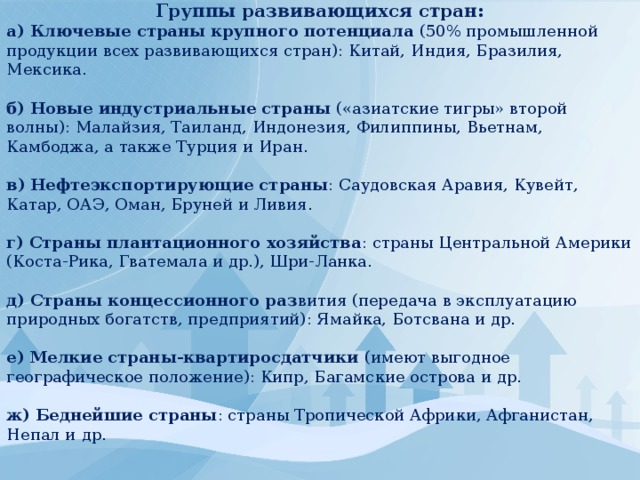 Группы развивающихся стран:
а) Ключевые страны крупного потенциала (50% промышленной
продукции всех развивающихся стран): Китай, Индия, Бразилия,
Мексика.
б) Новые индустриальные страны («азиатские тигры» второй
волны): Малайзия, Таиланд, Индонезия, Филиппины, Вьетнам,
Камбоджа, а также Турция и Иран.
в) Нефтеэкспортирующие страны: Саудовская Аравия, Кувейт,
Катар, ОАЭ, Оман, Бруней и Ливия.
г) Страны плантационного хозяйства: страны Центральной Америки
(Коста-Рика, Гватемала и др.), Шри-Ланка.
д) Страны концессионного развития (передача в эксплуатацию
природных богатств, предприятий): Ямайка, Ботсвана и др.
е) Мелкие страны-квартиросдатчики (имеют выгодное
географическое положение): Кипр, Багамские острова и др.
ж) Беднейшие страны: страны Тропической Африки, Афганистан,
Непал и др.